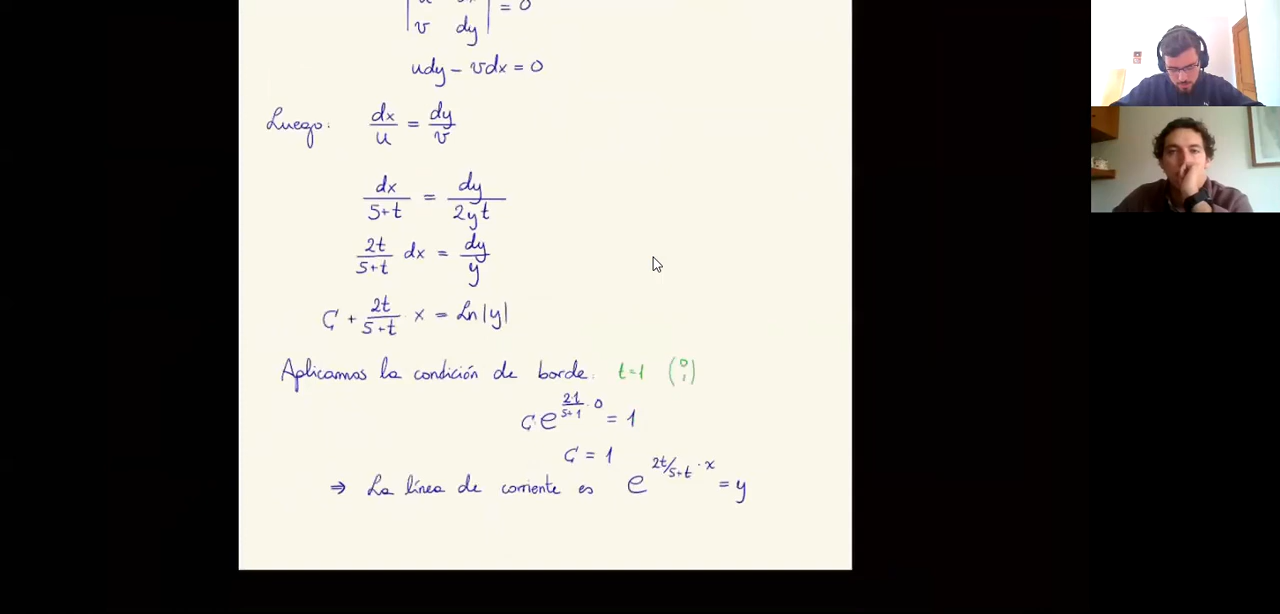 = 0
v dy
udy - vdx = 0
Luego: dx/u = dy/v
dx/5+t = dy/2yt
2t/5+t dx = dy/y
C + 2t/5+t x = Ln|y|
Aplicamos la condición de borde. t=1 (0 1)
C e^(2·1/5+1 · 0) = 1
C = 1
⇒ La línea de corriente es e^(2t/5+t · x) = y